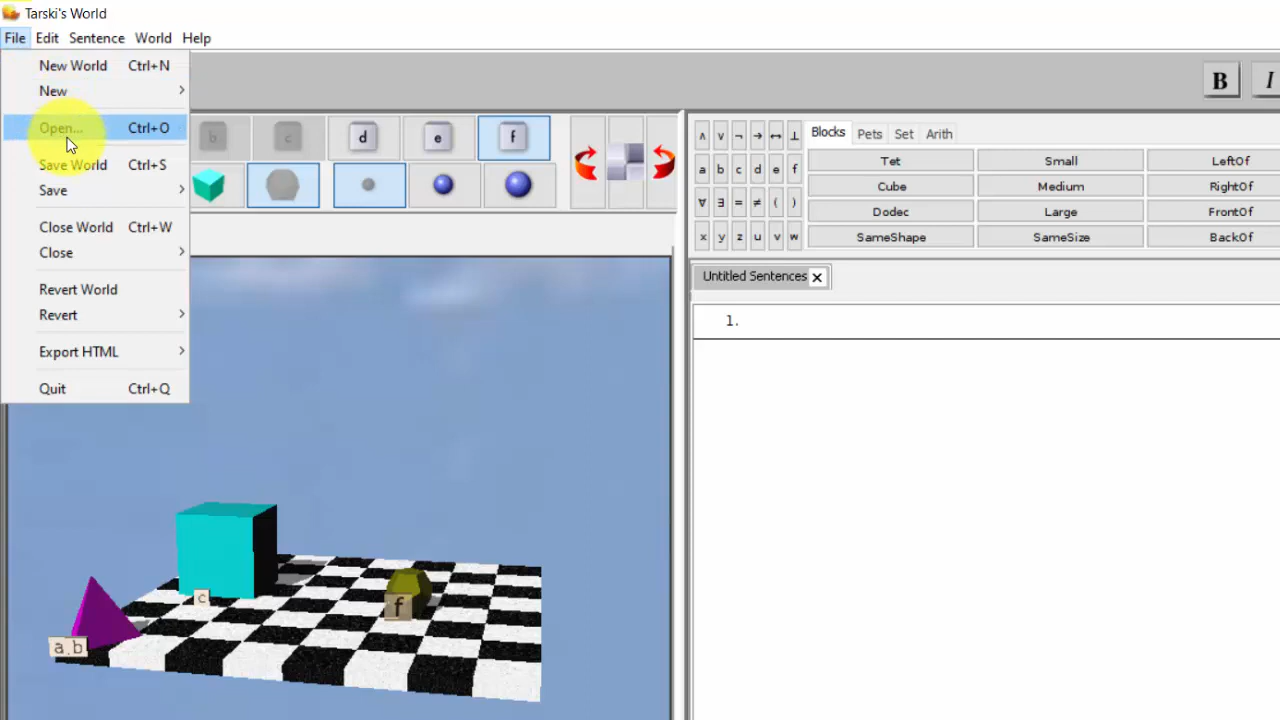 Tarski's World
File Edit Sentence World Help
New World Ctrl+N
New
Open... Ctrl+O
Save World Ctrl+S
Save
Close World Ctrl+W
Close
Revert World
Revert
Export HTML
Quit Ctrl+Q
B I
b c d e f
∧ ∨ ¬ → ↔ ⊥
a b c d e f
∀ ∃ = ≠ ( )
x y z u v w
Blocks Pets Set Arith
Tet Small LeftOf
Cube Medium RightOf
Dodec Large FrontOf
SameShape SameSize BackOf
Untitled Sentences
1.
c
f
a,b